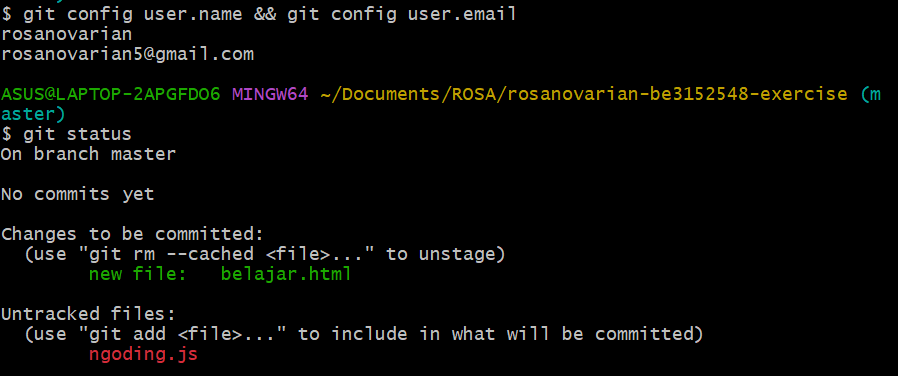 $ git config user.name && git config user.email
rosanovarian
rosanovarian5@gmail.com
ASUS@LAPTOP-2APGFDO6 MINGW64 ~/Documents/ROSA/rosanovarian-be3152548-exercise (m
aster)
$ git status
On branch master
No commits yet
Changes to be committed:
  (use "git rm --cached <file>..." to unstage)
        new file:   belajar.html
Untracked files:
  (use "git add <file>..." to include in what will be committed)
        ngoding.js